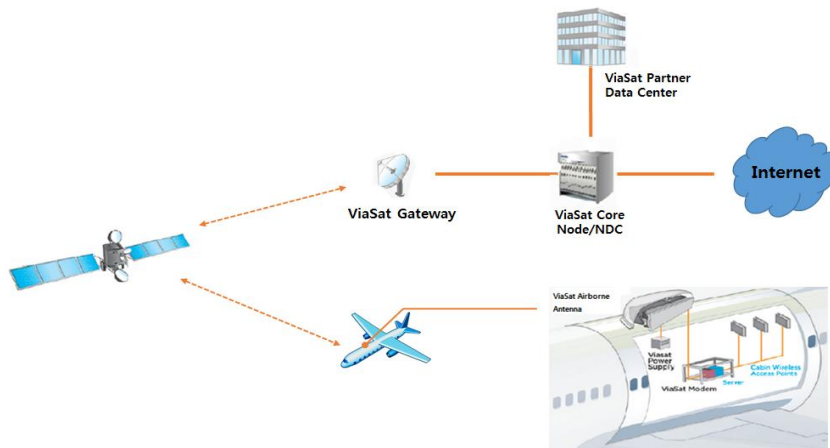 ViaSat Partner
Data Center
Internet
ViaSat Gateway
ViaSat Core
Node/NDC
ViaSat Airborne
Antenna
Viasat
Power
Supply
ViaSat Modem
Server
Cabin Wireless
Access Points